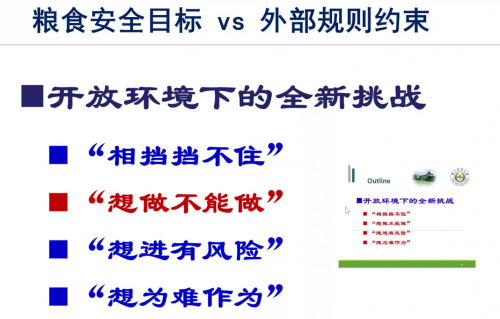 粮食安全目标 vs 外部规则约束
■开放环境下的全新挑战
■“相挡挡不住”
■“想做不能做”
■“想进有风险”
■“想为难作为”
Outline
■开放环境下的全新挑战
■“相挡挡不住”
■“想做不能做”
■“想进有风险”
■“想为难作为”